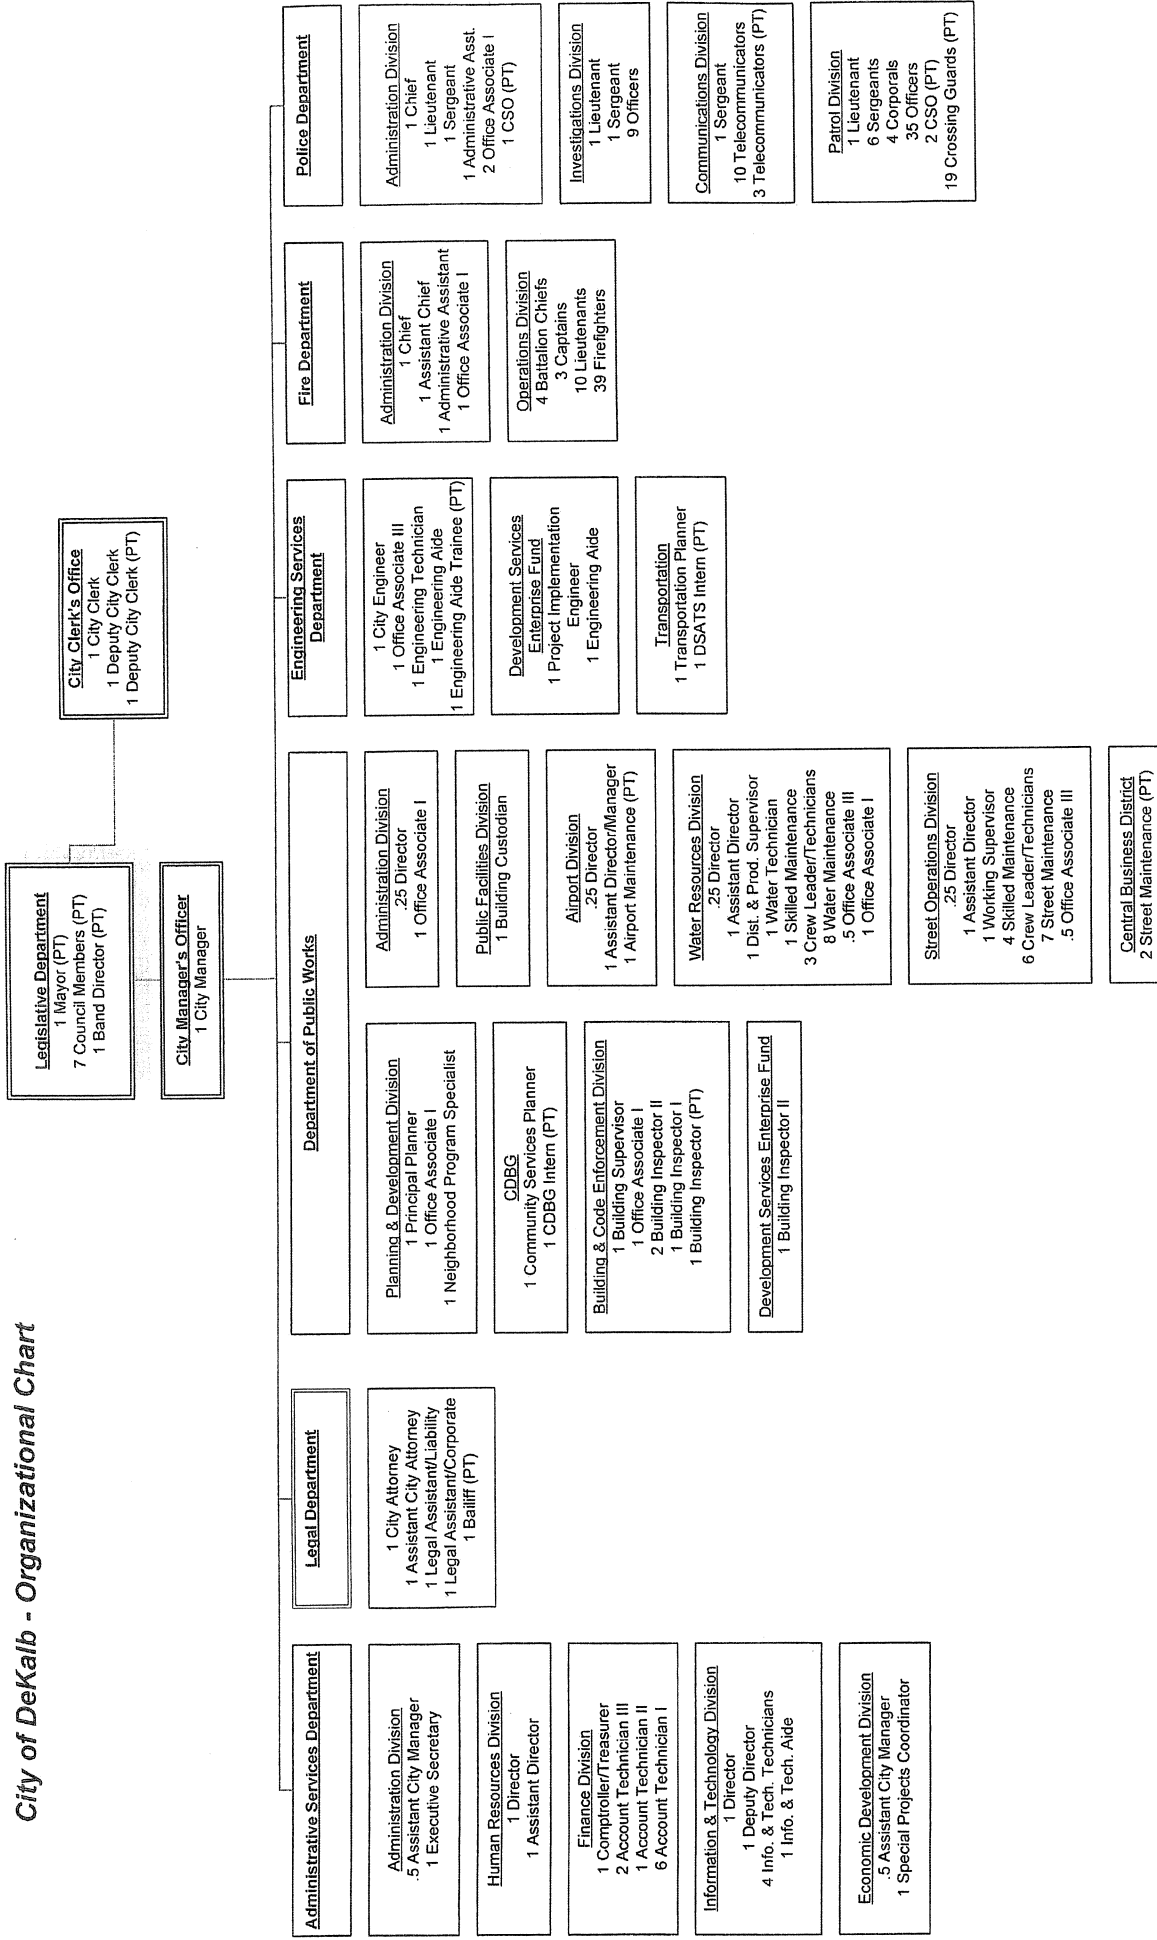 City of DeKalb - Organizational Chart
Legislative Department
1 Mayor (PT)
7 Council Members (PT)
1 Band Director (PT)
City Clerk's Office
1 City Clerk
1 Deputy City Clerk
1 Deputy City Clerk (PT)
City Manager's Officer
1 City Manager
Administrative Services Department
Administration Division
.5 Assistant City Manager
1 Executive Secretary
Human Resources Division
1 Director
1 Assistant Director
Finance Division
1 Comptroller/Treasurer
2 Account Technician III
1 Account Technician II
6 Account Technician I
Information & Technology Division
1 Director
1 Deputy Director
4 Info. & Tech. Technicians
1 Info. & Tech. Aide
Economic Development Division
.5 Assistant City Manager
1 Special Projects Coordinator
Legal Department
1 City Attorney
1 Assistant City Attorney
1 Legal Assistant/Liability
1 Legal Assistant/Corporate
1 Bailiff (PT)
Department of Public Works
Planning & Development Division
1 Principal Planner
1 Office Associate I
1 Neighborhood Program Specialist
CDBG
1 Community Services Planner
1 CDBG Intern (PT)
Building & Code Enforcement Division
1 Building Supervisor
1 Office Associate I
2 Building Inspector II
1 Building Inspector I
1 Building Inspector (PT)
Development Services Enterprise Fund
1 Building Inspector II
Administration Division
.25 Director
1 Office Associate I
Public Facilities Division
1 Building Custodian
Airport Division
.25 Director
1 Assistant Director/Manager
1 Airport Maintenance (PT)
Water Resources Division
.25 Director
1 Assistant Director
1 Dist. & Prod. Supervisor
1 Water Technician
1 Skilled Maintenance
3 Crew Leader/Technicians
8 Water Maintenance
.5 Office Associate III
1 Office Associate I
Street Operations Division
.25 Director
1 Assistant Director
1 Working Supervisor
4 Skilled Maintenance
6 Crew Leader/Technicians
7 Street Maintenance
.5 Office Associate III
Central Business District
2 Street Maintenance (PT)
Engineering Services
Department
1 City Engineer
1 Office Associate III
1 Engineering Technician
1 Engineering Aide
1 Engineering Aide Trainee (PT)
Development Services
Enterprise Fund
1 Project Implementation
Engineer
1 Engineering Aide
Transportation
1 Transportation Planner
1 DSATS Intern (PT)
Fire Department
Administration Division
1 Chief
1 Assistant Chief
1 Administrative Assistant
1 Office Associate I
Operations Division
4 Battalion Chiefs
3 Captains
10 Lieutenants
39 Firefighters
Police Department
Administration Division
1 Chief
1 Lieutenant
1 Sergeant
1 Administrative Asst.
2 Office Associate I
1 CSO (PT)
Investigations Division
1 Lieutenant
1 Sergeant
9 Officers
Communications Division
1 Sergeant
10 Telecommunicators
3 Telecommunicators (PT)
Patrol Division
1 Lieutenant
6 Sergeants
4 Corporals
35 Officers
2 CSO (PT)
19 Crossing Guards (PT)